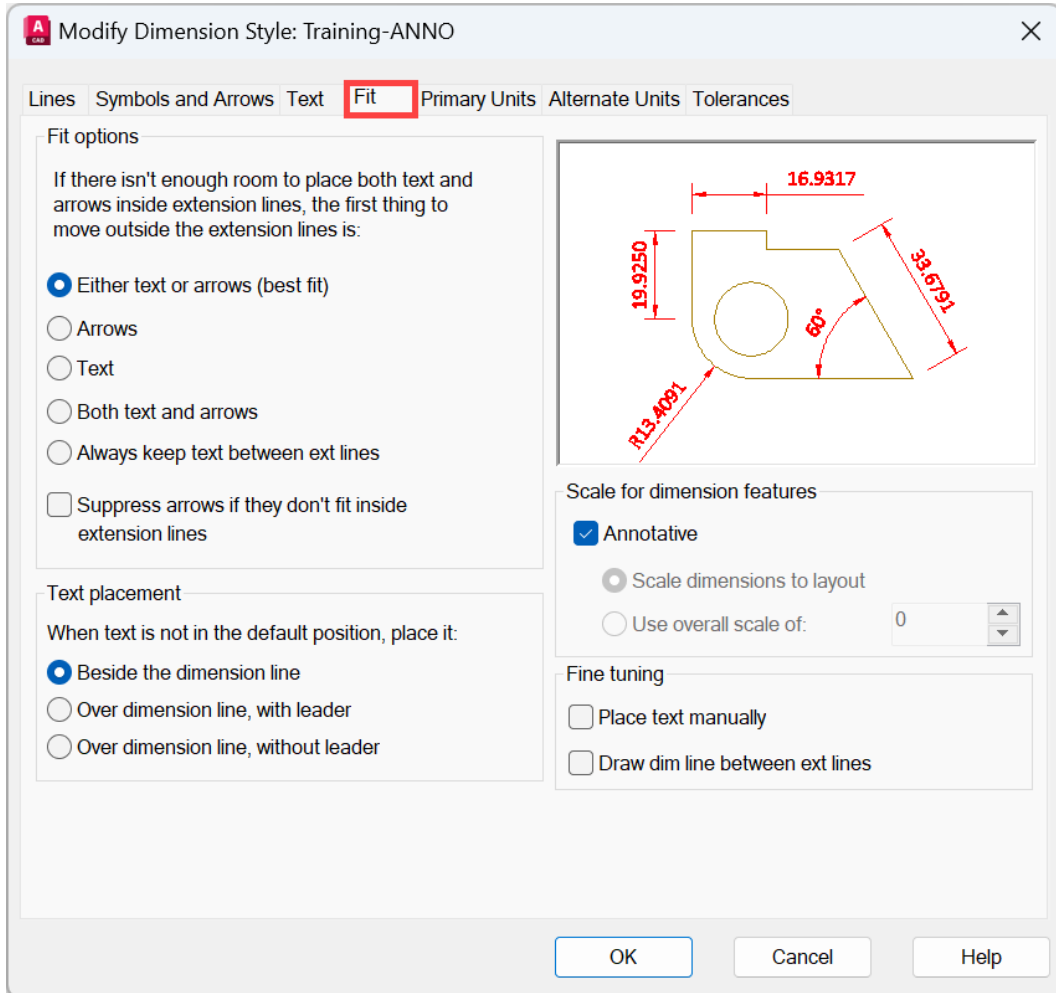 A
CAD
Modify Dimension Style: Training-ANNO
Lines Symbols and Arrows Text Fit Primary Units Alternate Units Tolerances
Fit options
If there isn't enough room to place both text and
arrows inside extension lines, the first thing to
move outside the extension lines is:
Either text or arrows (best fit)
Arrows
Text
Both text and arrows
Always keep text between ext lines
Suppress arrows if they don't fit inside
extension lines
Text placement
When text is not in the default position, place it:
Beside the dimension line
Over dimension line, with leader
Over dimension line, without leader
16.9317
19.9250
33.6791
60°
R13.4091
Scale for dimension features
Annotative
Scale dimensions to layout
Use overall scale of: 0
Fine tuning
Place text manually
Draw dim line between ext lines
OK Cancel Help